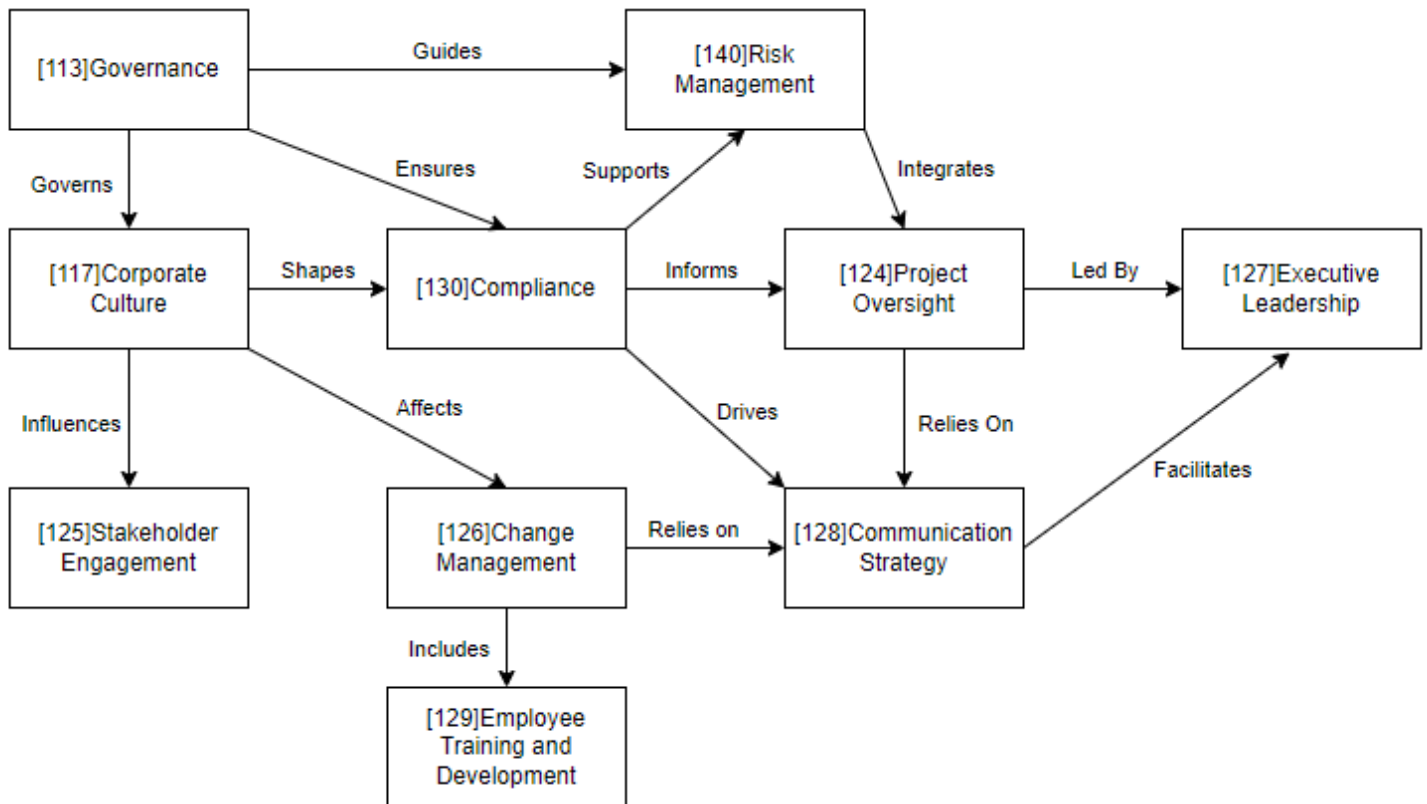 [113]Governance
Guides
[140]Risk
Management
Governs
Ensures
Supports
Integrates
[117]Corporate
Culture
Shapes
[130]Compliance
Informs
[124]Project
Oversight
Led By
[127]Executive
Leadership
Influences
Affects
Drives
Relies On
Facilitates
[125]Stakeholder
Engagement
[126]Change
Management
Relies on
[128]Communication
Strategy
Includes
[129]Employee
Training and
Development